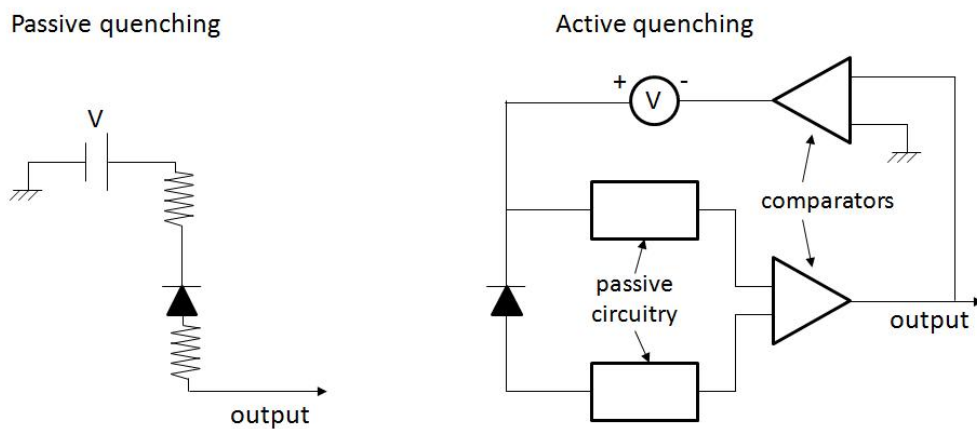 Passive quenching
V
output
Active quenching
+
V
-
comparators
passive
circuitry
output